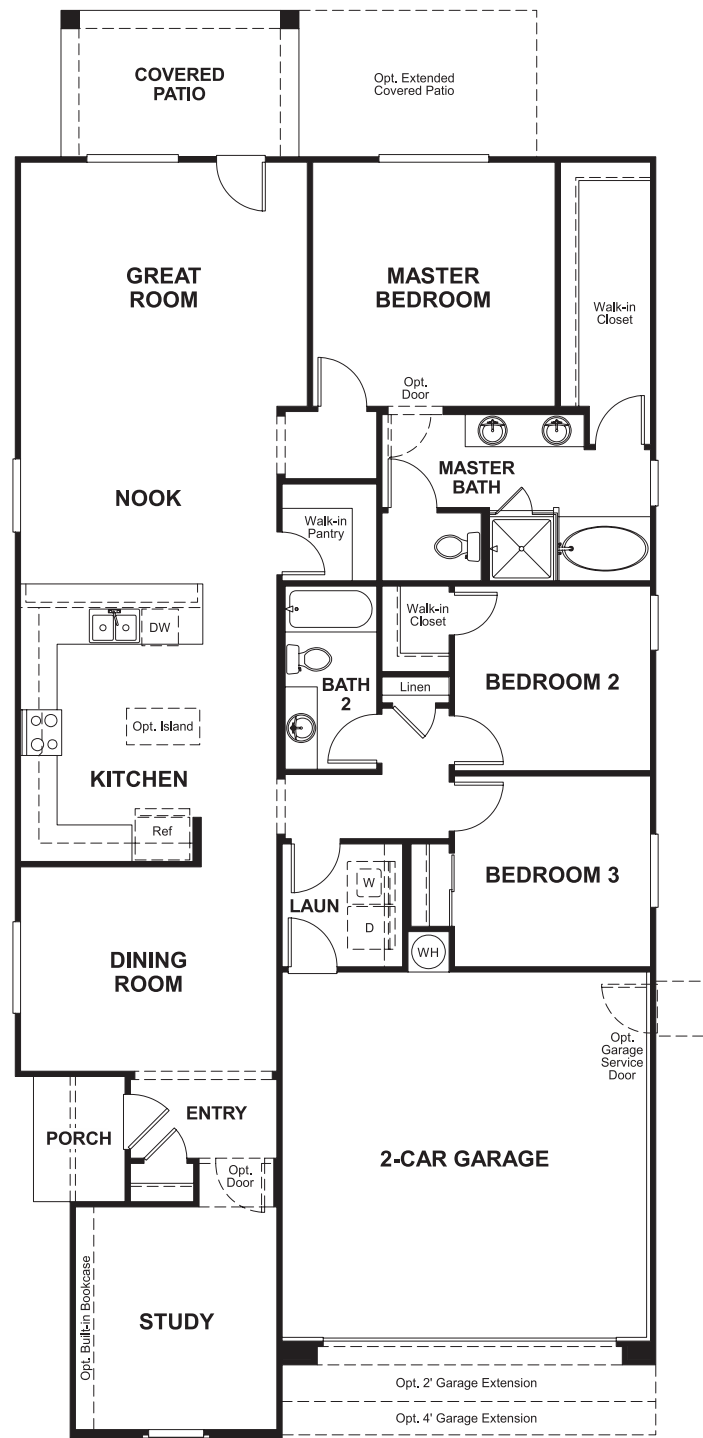 COVERED
PATIO
Opt. Extended
Covered Patio
GREAT
ROOM
MASTER
BEDROOM
Walk-in
Closet
Opt.
Door
NOOK
MASTER
BATH
Walk-in
Pantry
DW
Walk-in
Closet
BATH
2
Linen
BEDROOM 2
Opt. Island
KITCHEN
Ref
LAUN
W
D
BEDROOM 3
WH
DINING
ROOM
Opt.
Garage
Service
Door
ENTRY
PORCH
Opt.
Door
2-CAR GARAGE
Opt. Built-in Bookcase
STUDY
Opt. 2' Garage Extension
Opt. 4' Garage Extension